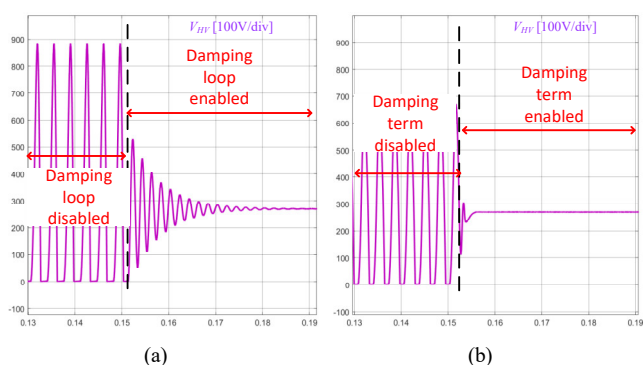 V_HV [100V/div]
Damping
loop
enabled
Damping
loop
disabled
900
800
700
600
500
400
300
200
100
0
-100
0.13
0.14
0.15
0.16
0.17
0.18
0.19
(a)
V_HV [100V/div]
Damping
term
disabled
Damping
term
enabled
900
800
700
600
500
400
300
200
100
0
-100
0.13
0.14
0.15
0.16
0.17
0.18
0.19
(b)